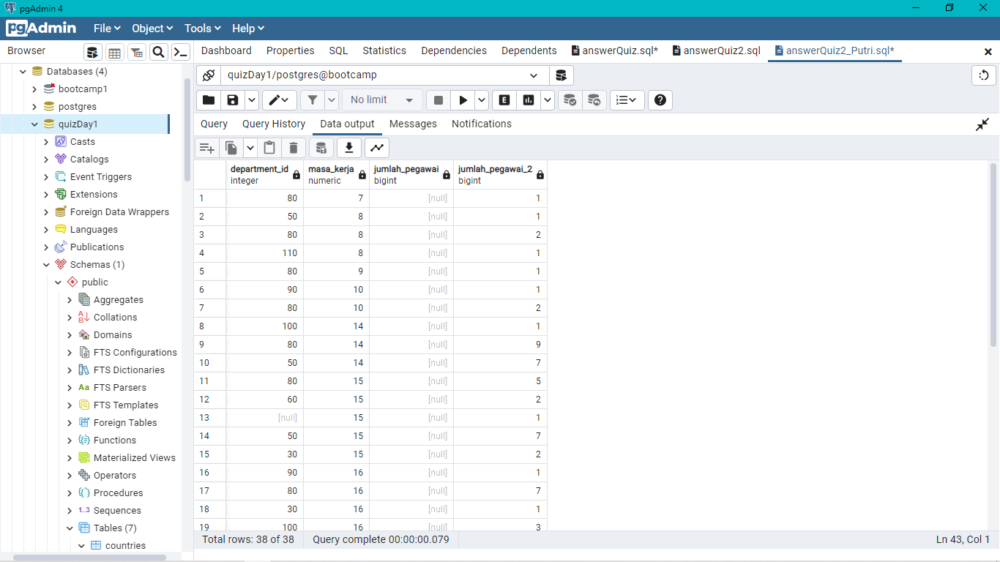 pgAdmin 4
pgAdmin File Object Tools Help
Browser
Dashboard Properties SQL Statistics Dependencies Dependents answerQuiz.sql* answerQuiz2.sql answerQuiz2_Putri.sql*
Databases (4)
bootcamp1
postgres
quizDay1
Casts
Catalogs
Event Triggers
Extensions
Foreign Data Wrappers
Languages
Publications
Schemas (1)
public
Aggregates
Collations
Domains
FTS Configurations
FTS Dictionaries
Aa FTS Parsers
FTS Templates
Foreign Tables
Functions
Materialized Views
Operators
Procedures
1..3 Sequences
Tables (7)
countries
quizDay1/postgres@bootcamp
No limit E
Query Query History Data output Messages Notifications
department_id masa_kerja jumlah_pegawai jumlah_pegawai_2
integer numeric bigint bigint
1 80 7 [null] 1
2 50 8 [null] 1
3 80 8 [null] 2
4 110 8 [null] 1
5 80 9 [null] 1
6 90 10 [null] 1
7 80 10 [null] 2
8 100 14 [null] 1
9 80 14 [null] 9
10 50 14 [null] 7
11 80 15 [null] 5
12 60 15 [null] 2
13 [null] 15 [null] 1
14 50 15 [null] 7
15 30 15 [null] 2
16 90 16 [null] 1
17 80 16 [null] 7
18 30 16 [null] 1
19 100 16 [null] 3
Total rows: 38 of 38 Query complete 00:00:00.079 Ln 43, Col 1